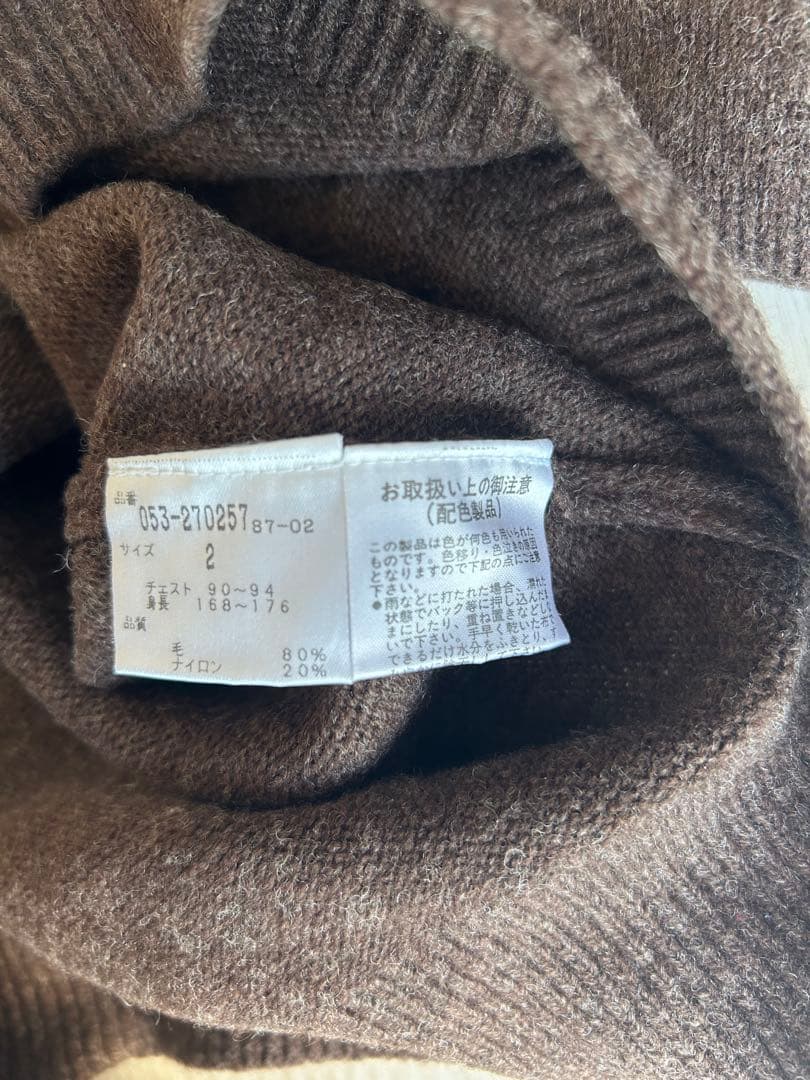 品番
053-270257 87-02
サイズ
2
チェスト 90~94
身長 168~176
品質
毛 80%
ナイロン 20%
お取扱い上の御注意
(配色製品)
この製品は色が何色も用いられた
ものです。色移り・色泣きの原因
となりますので下記の点にご注意
下さい。
●雨などに打たれた場合、濡れた
状態でバック等に押し込んだ
まにしたり、重ね置きなどし
いで下さい。手早く乾いた布で
できるだけ水分をふきとり、